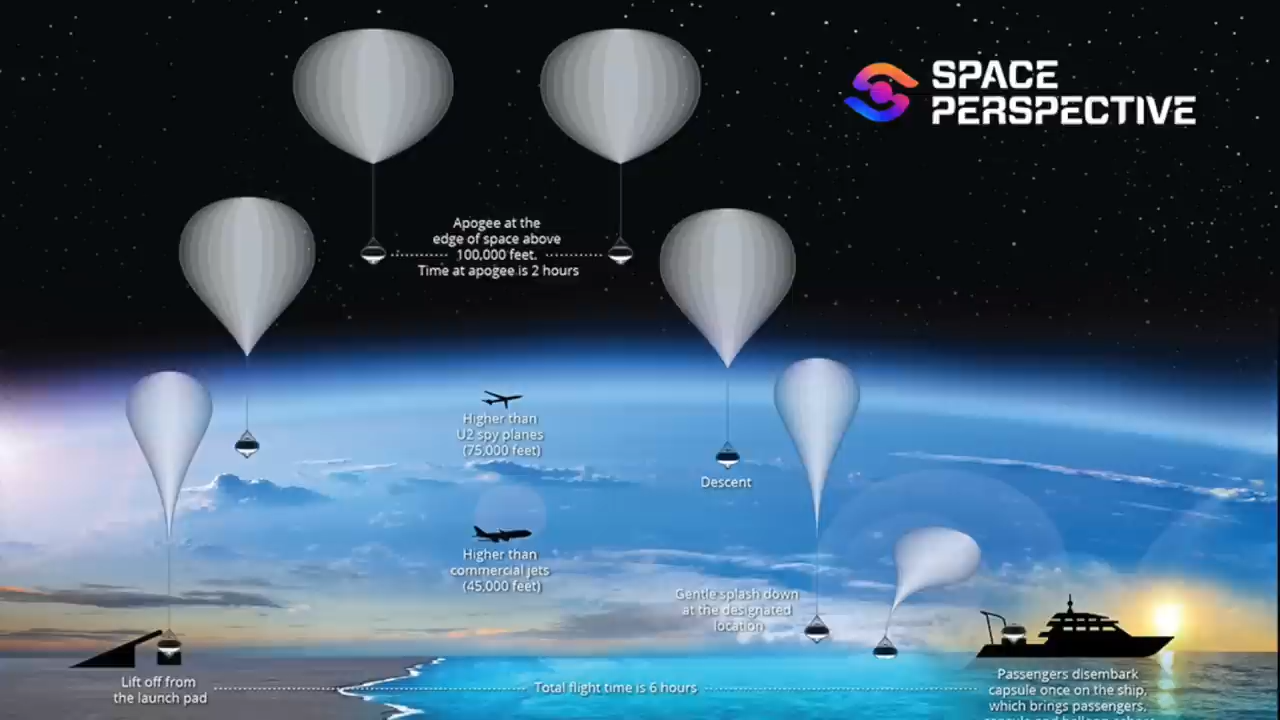 SPACE
PERSPECTIVE
Apogee at the
edge of space above
100,000 feet.
Time at apogee is 2 hours
Higher than
U2 spy planes
(75,000 feet)
Descent
Higher than
commercial jets
(45,000 feet)
Gentle splash down
at the designated
location
Lift off from
the launch pad
Total flight time is 6 hours
Passengers disembark
capsule once on the ship,
which brings passengers,
capsule and balloon